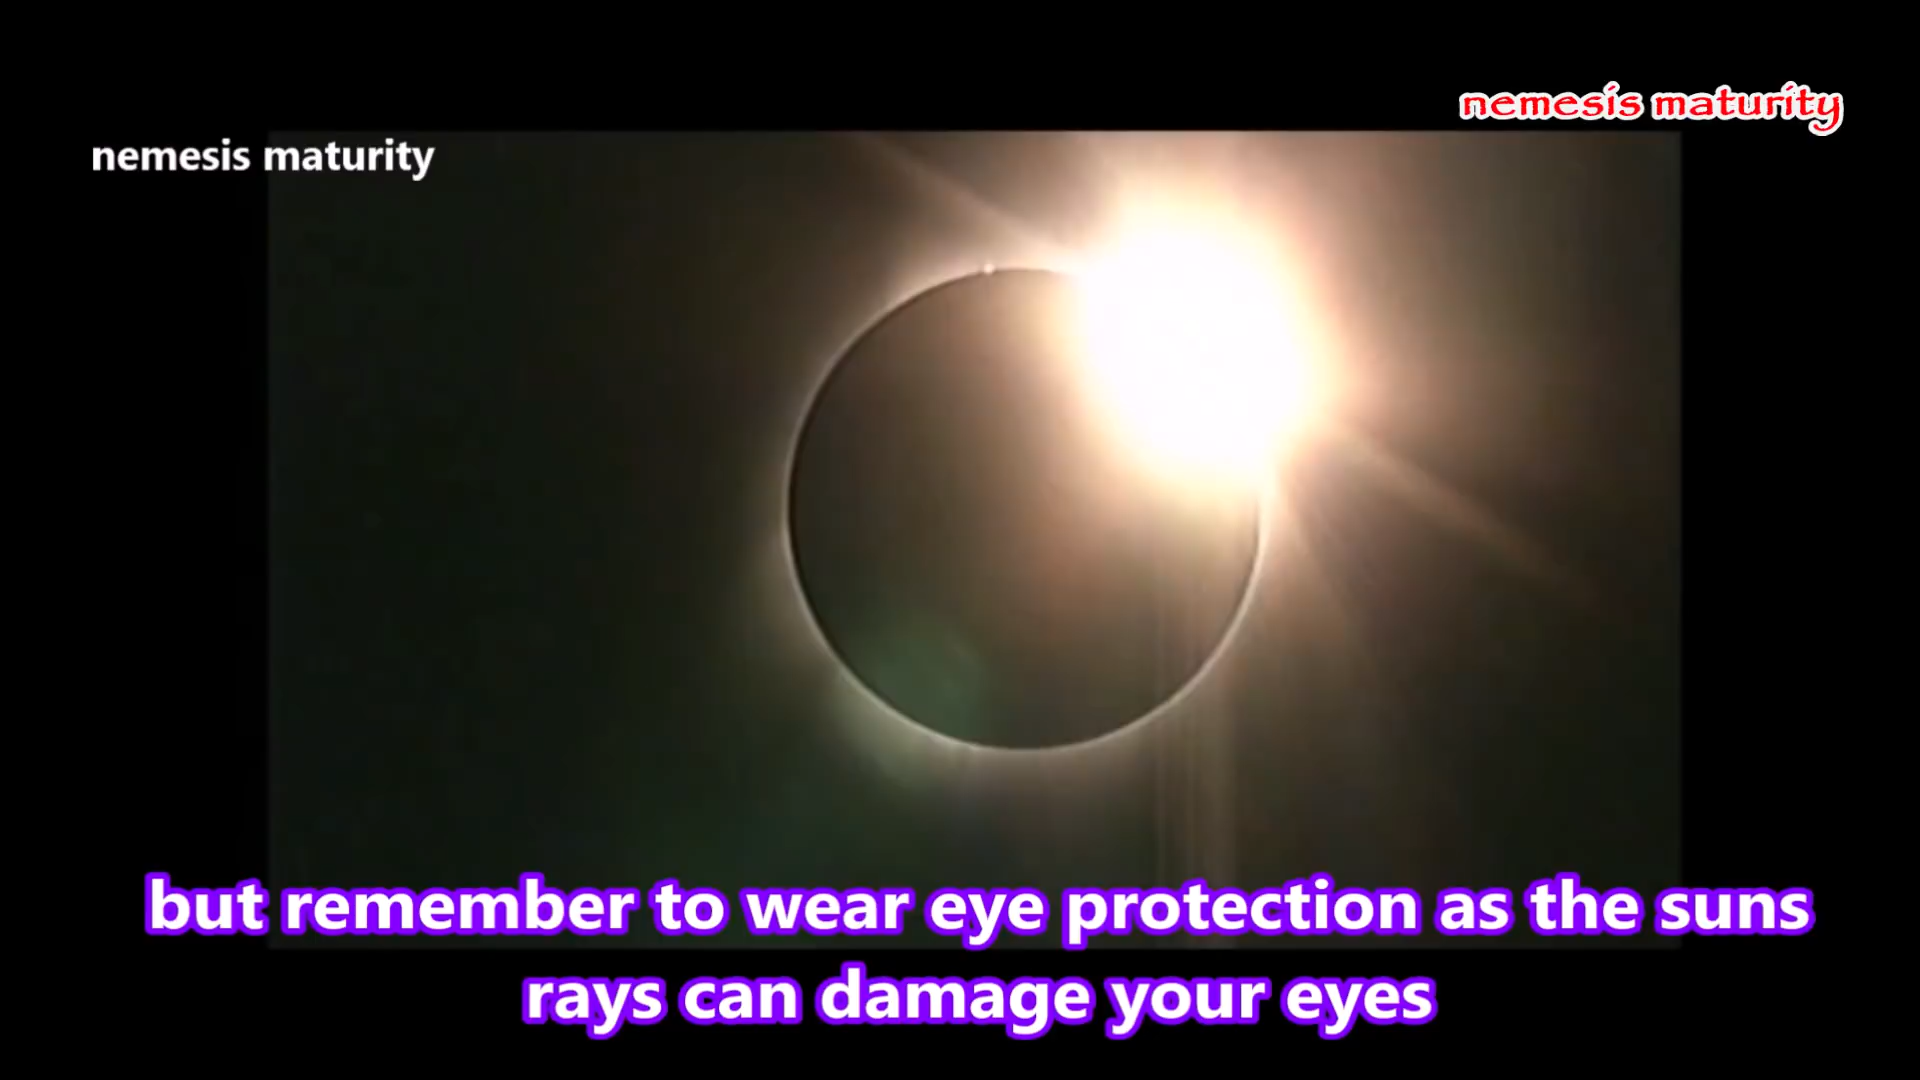 nemesis maturity
nemesis maturity
but remember to wear eye protection as the suns
rays can damage your eyes